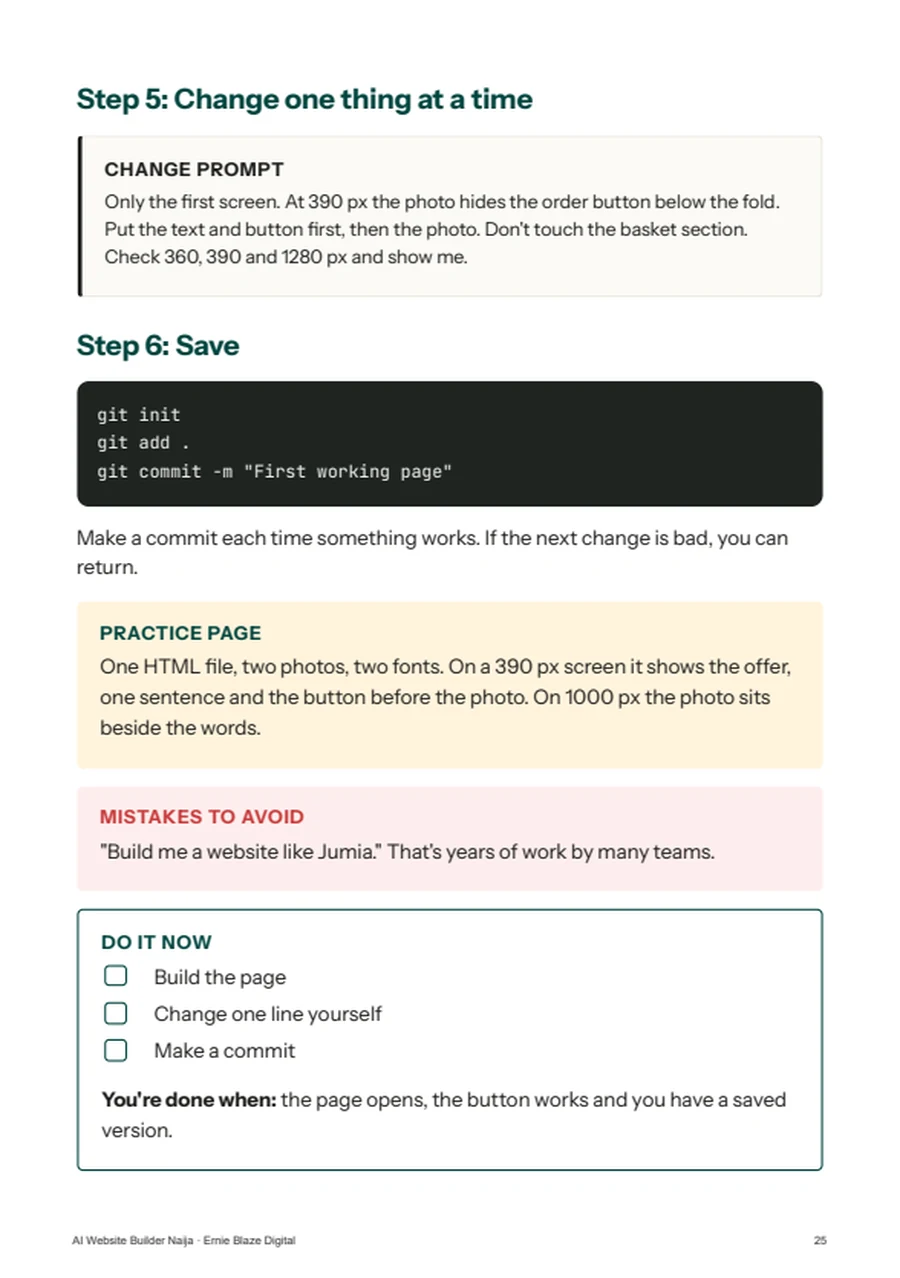 Step 5: Change one thing at a time
CHANGE PROMPT
Only the first screen. At 390 px the photo hides the order button below the fold.
Put the text and button first, then the photo. Don't touch the basket section.
Check 360, 390 and 1280 px and show me.
Step 6: Save
git init
git add .
git commit -m "First working page"
Make a commit each time something works. If the next change is bad, you can
return.
PRACTICE PAGE
One HTML file, two photos, two fonts. On a 390 px screen it shows the offer,
one sentence and the button before the photo. On 1000 px the photo sits
beside the words.
MISTAKES TO AVOID
"Build me a website like Jumia." That's years of work by many teams.
DO IT NOW
Build the page
Change one line yourself
Make a commit
You're done when: the page opens, the button works and you have a saved
version.
AI Website Builder Naija · Ernie Blaze Digital
25